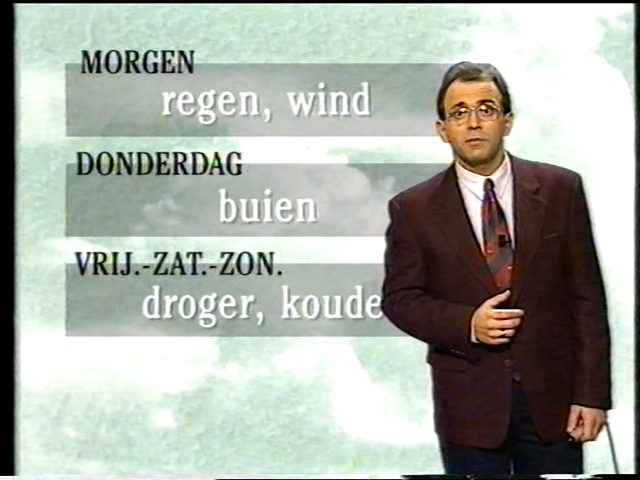 MORGEN
regen, wind
DONDERDAG
buien
VRIJ.-ZAT.-ZON.
droger, koude